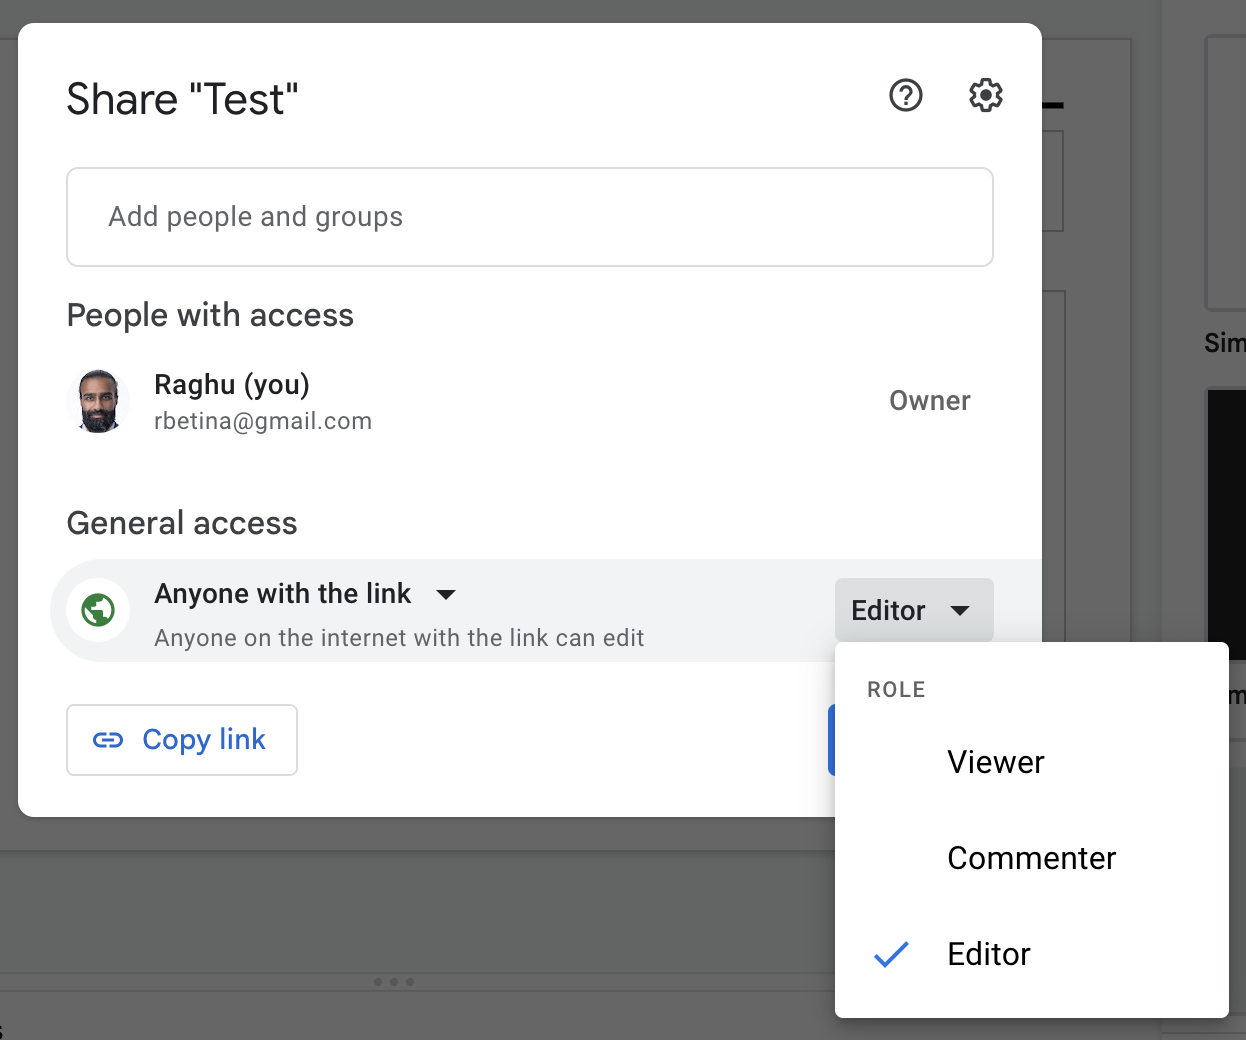 Share "Test"
Add people and groups
People with access
Raghu (you)
rbetina@gmail.com
Owner
General access
Anyone with the link
Anyone on the internet with the link can edit
Editor
ROLE
Viewer
Commenter
Editor
Copy link
Sim